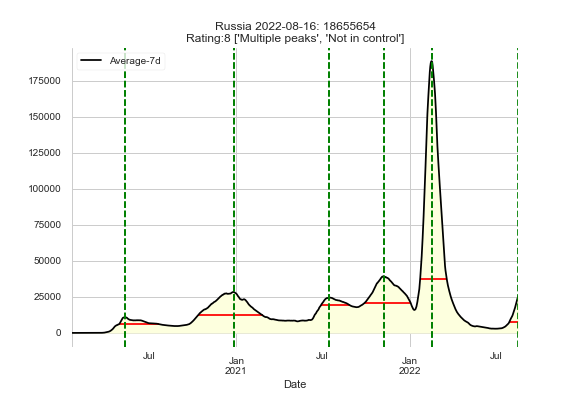 Russia 2022-08-16: 18655654
Rating:8 ['Multiple peaks', 'Not in control']
Average-7d
175000
150000
125000
100000
75000
50000
25000
0
Jul
Jan
2021
Jul
Jan
2022
Jul
Date